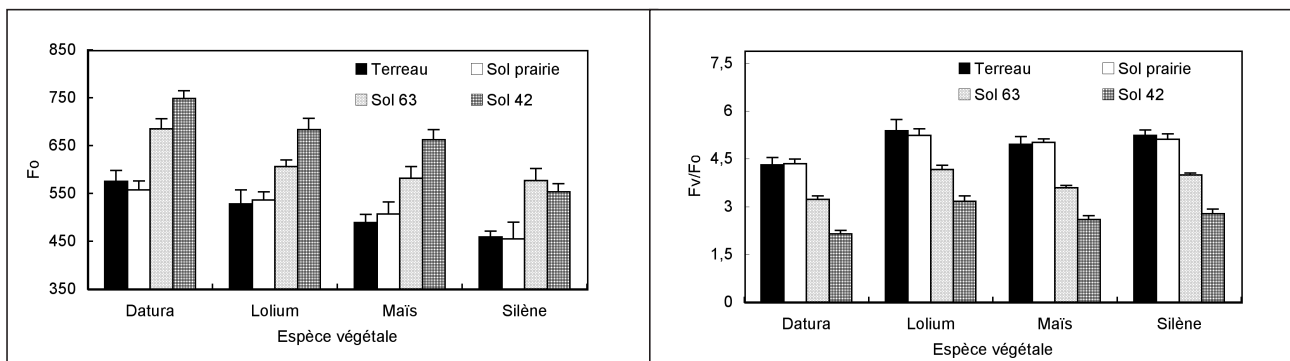 850
750
650
550
450
350
Fo
Terreau
Sol prairie
Sol 63
Sol 42
Datura
Lolium
Maïs
Silène
Espèce végétale
7,5
6
4,5
3
1,5
0
Fv/Fo
Terreau
Sol prairie
Sol 63
Sol 42
Datura
Lolium
Maïs
Silène
Espèce végétale